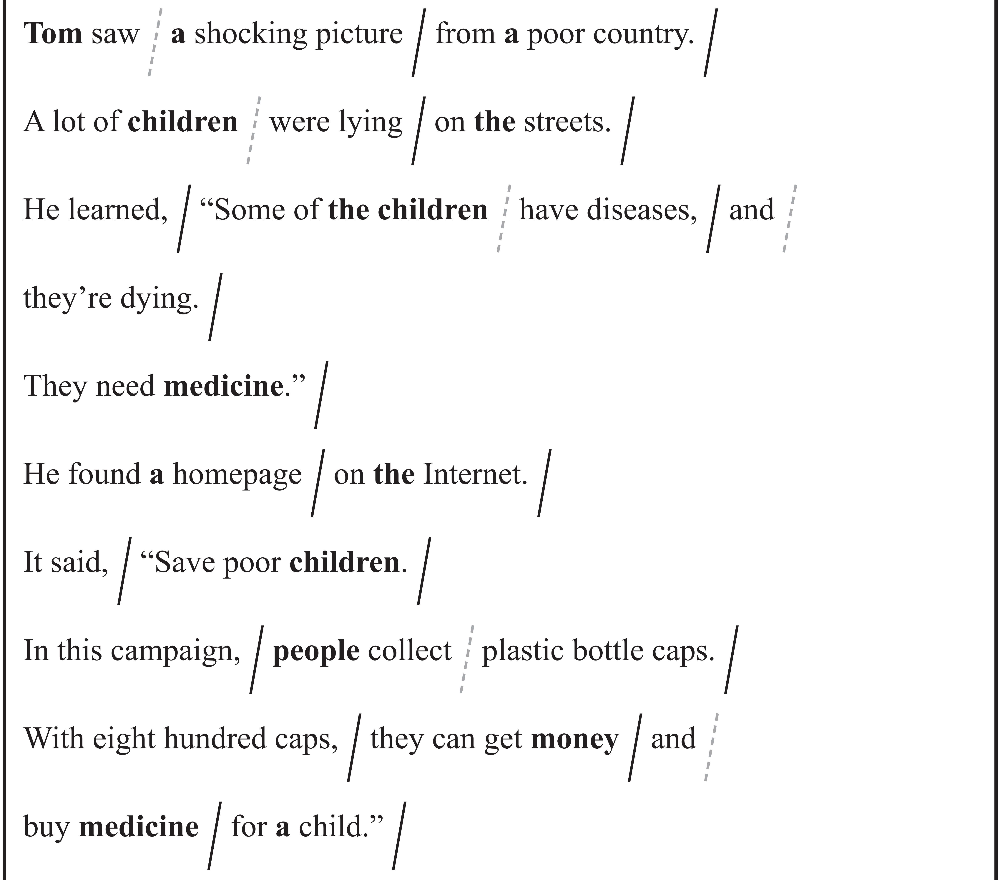 Tom saw / a shocking picture / from a poor country. /
A lot of children / were lying / on the streets. /
He learned, / “Some of the children / have diseases, / and /
they’re dying. /
They need medicine.” /
He found a homepage / on the Internet. /
It said, / “Save poor children. /
In this campaign, / people collect / plastic bottle caps. /
With eight hundred caps, / they can get money / and /
buy medicine / for a child.” /